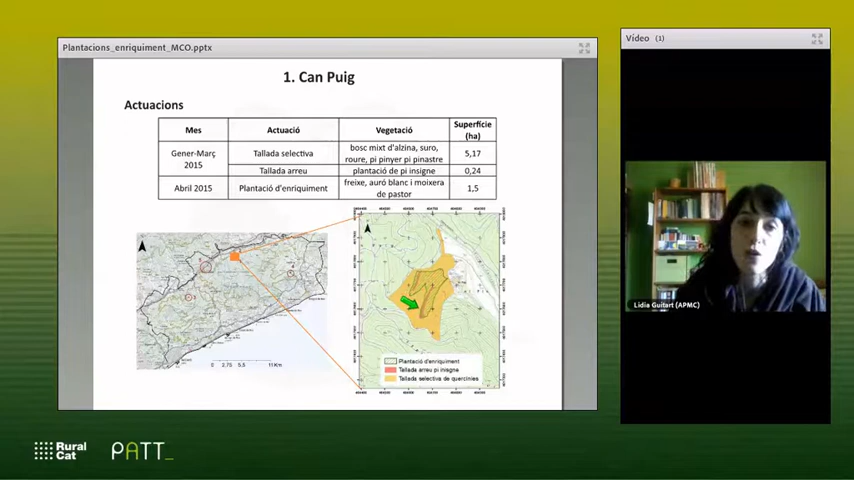 Plantacions_enriquiment_MCO.pptx
Vídeo (1)
1. Can Puig
Actuacions
Mes Actuació Vegetació Superfície (ha)
Gener-Març 2015 Tallada selectiva bosc mixt d'alzina, suro, roure, pi pinyer pi pinastre 5,17
Tallada arreu plantació de pi insigne 0,24
Abril 2015 Plantació d'enriquiment freixe, auró blanc i moixera de pastor 1,5
0 2,75 5,5 11 Km
Plantació d'enriquiment
Tallada arreu pi insigne
Tallada selectiva de quercínies
Lidia Guitart (APMC)
Rural
Cat
PATT_